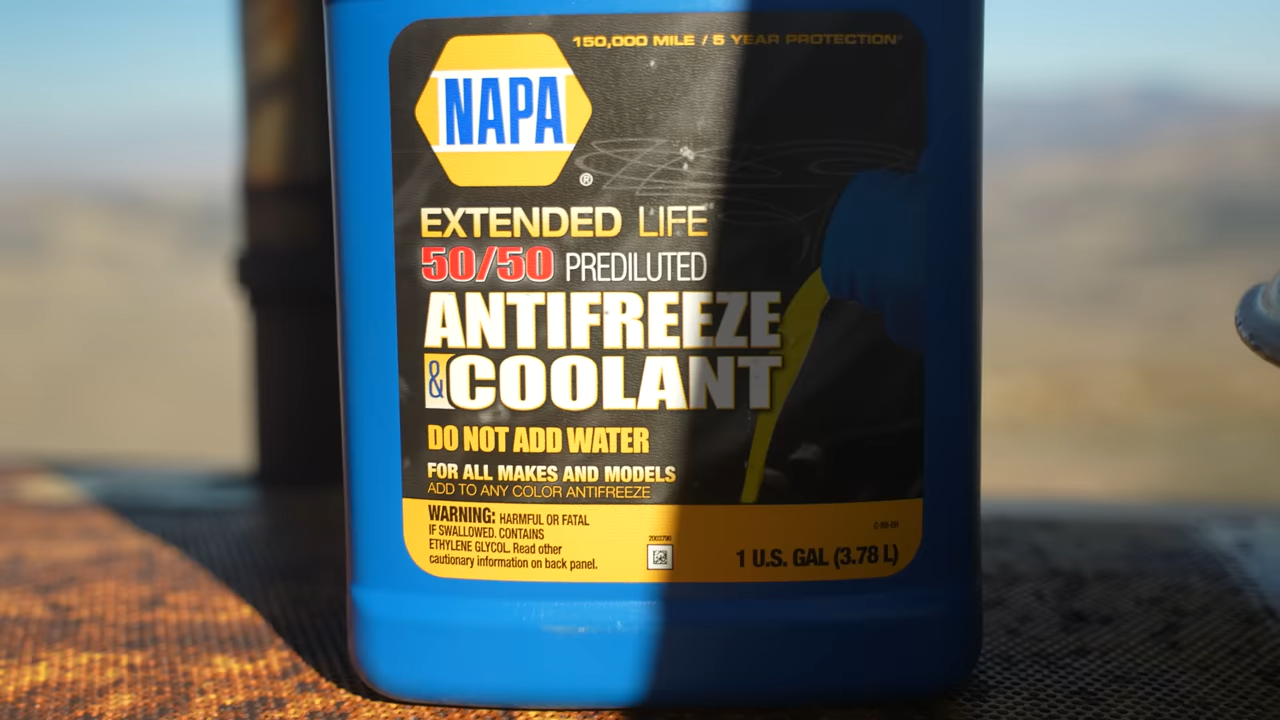 150,000 MILE / 5 YEAR PROTECTION*
NAPA
®
EXTENDED LIFE
50/50 PREDILUTED
ANTIFREEZE
& COOLANT
DO NOT ADD WATER
FOR ALL MAKES AND MODELS
ADD TO ANY COLOR ANTIFREEZE
WARNING: HARMFUL OR FATAL
IF SWALLOWED. CONTAINS
ETHYLENE GLYCOL. Read other
cautionary information on back panel.
1 U.S. GAL (3.78 L)